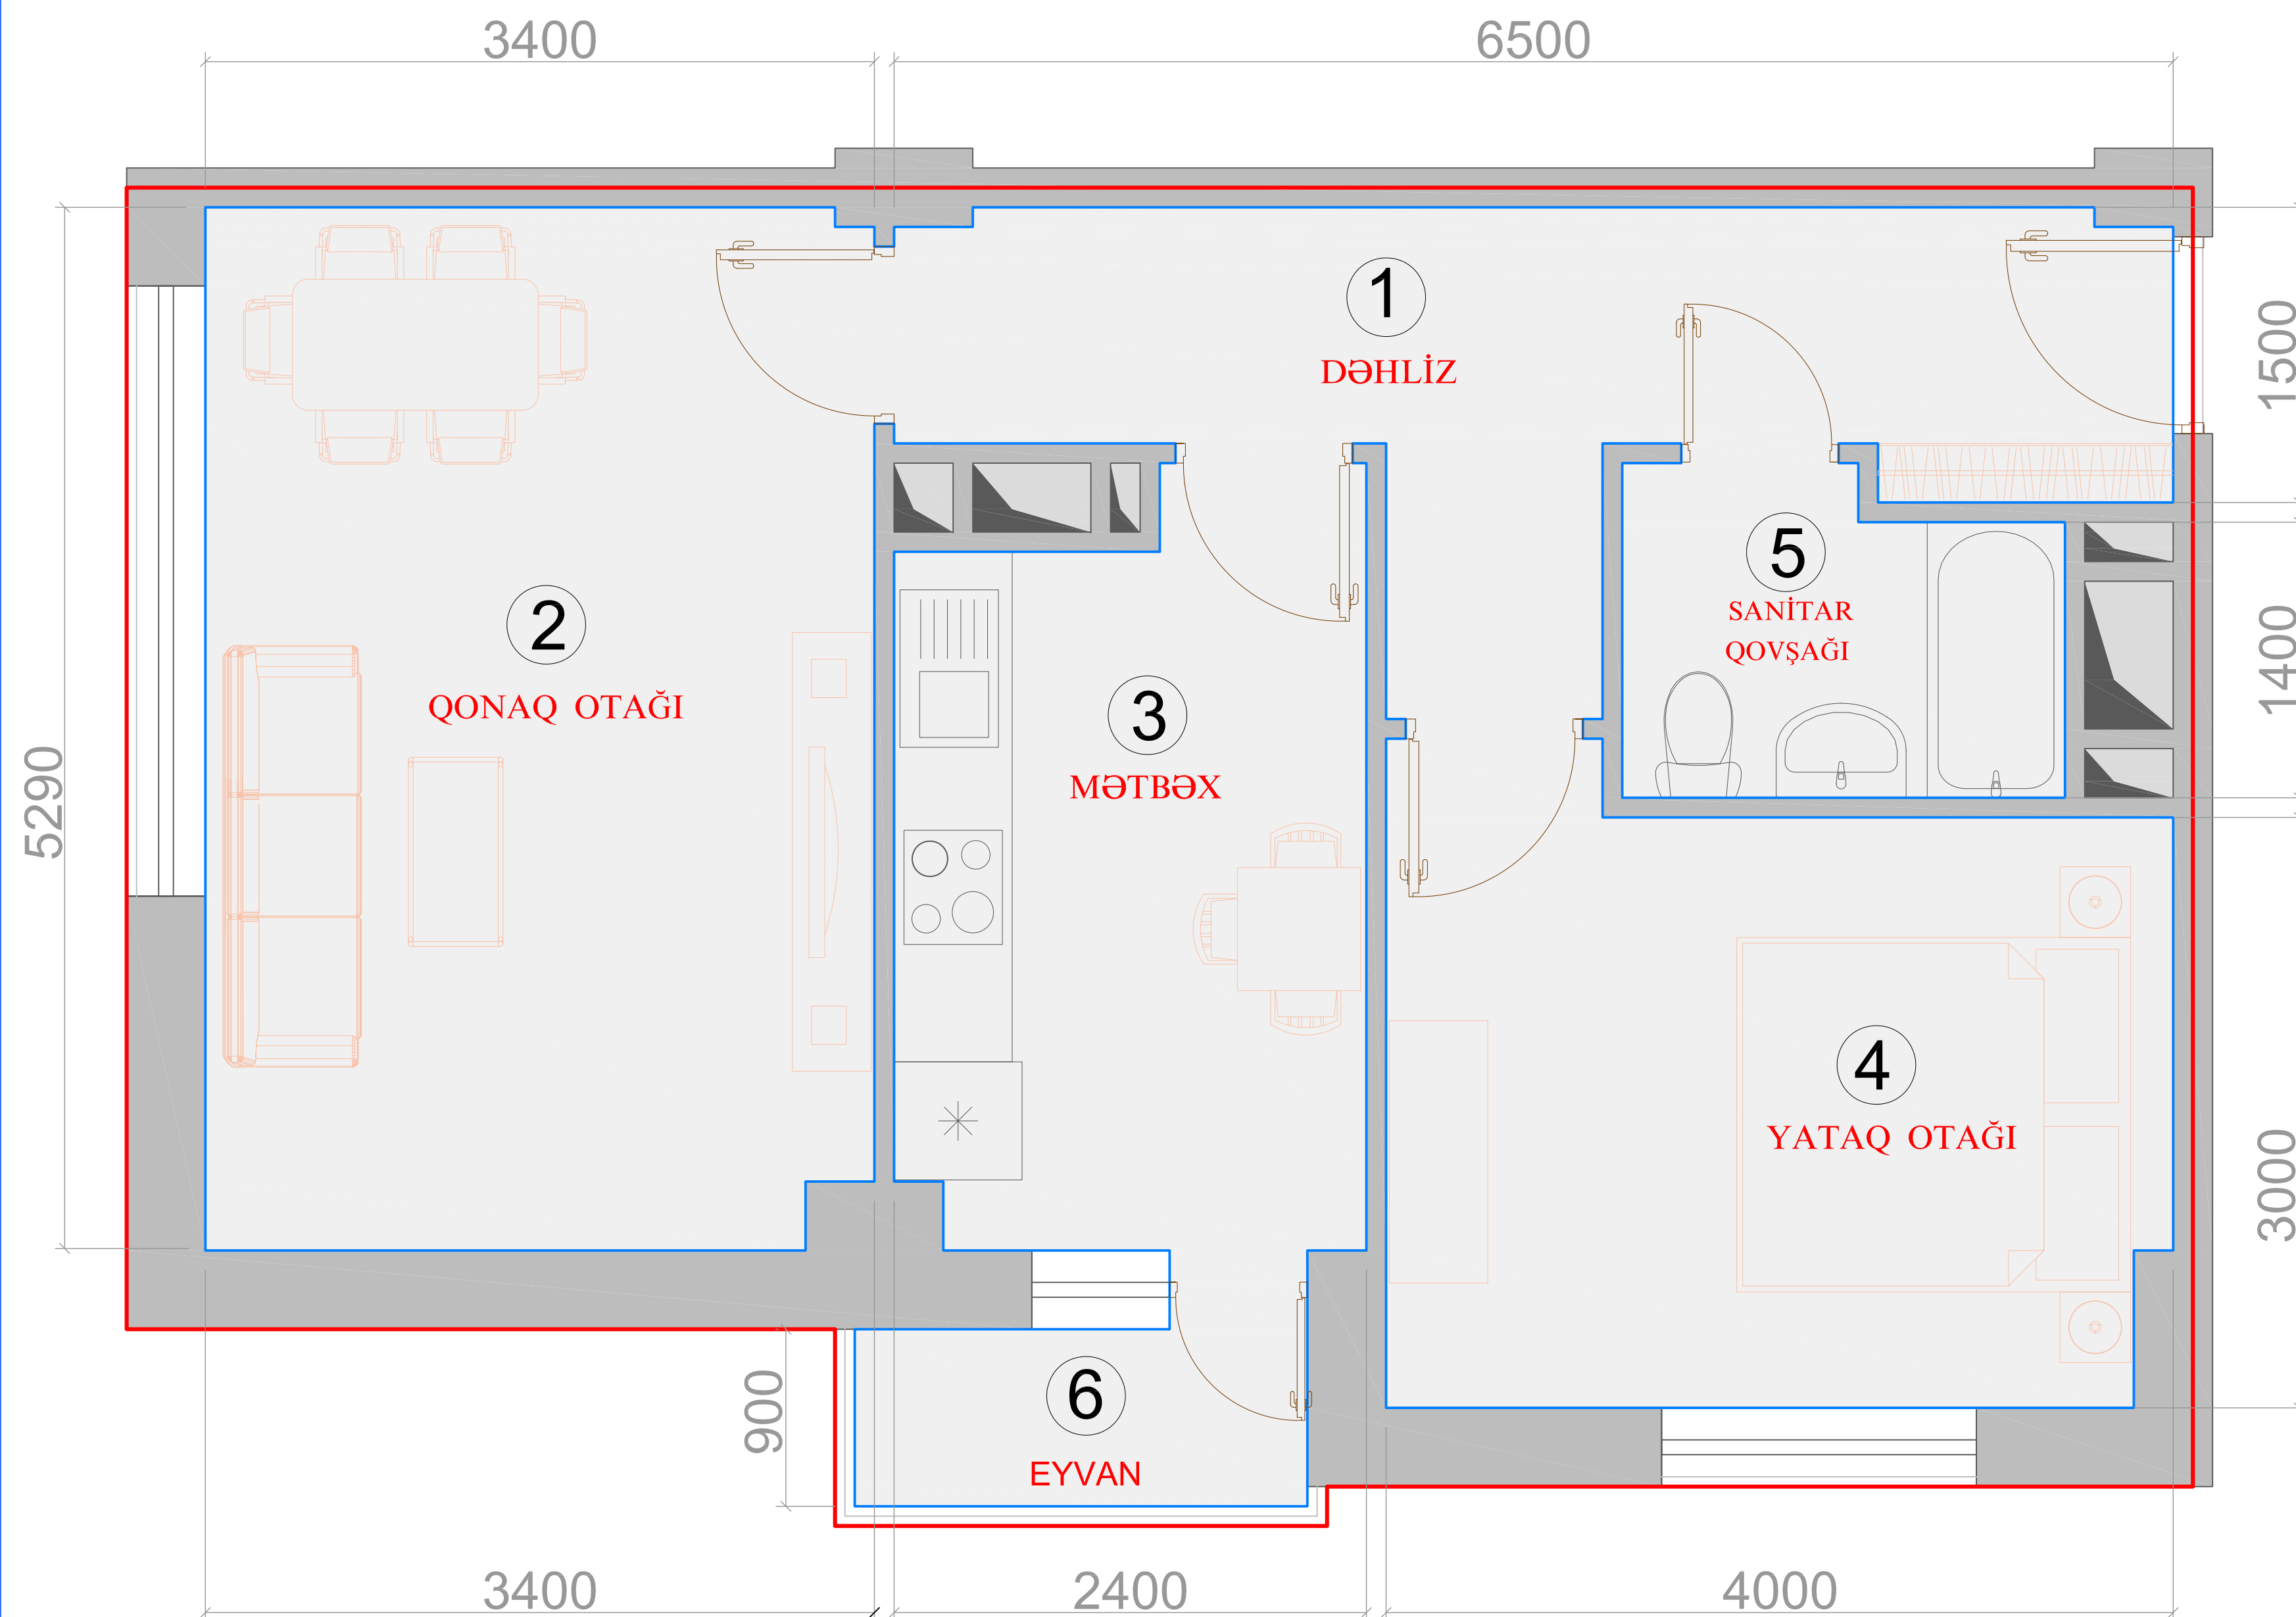 3400
6500
1
DƏHLİZ
1500
5
SANİTAR
QOVŞAĞI
2
QONAQ OTAĞI
3
MƏTBƏX
1400
5290
4
YATAQ OTAĞI
3000
6
EYVAN
900
3400
2400
4000